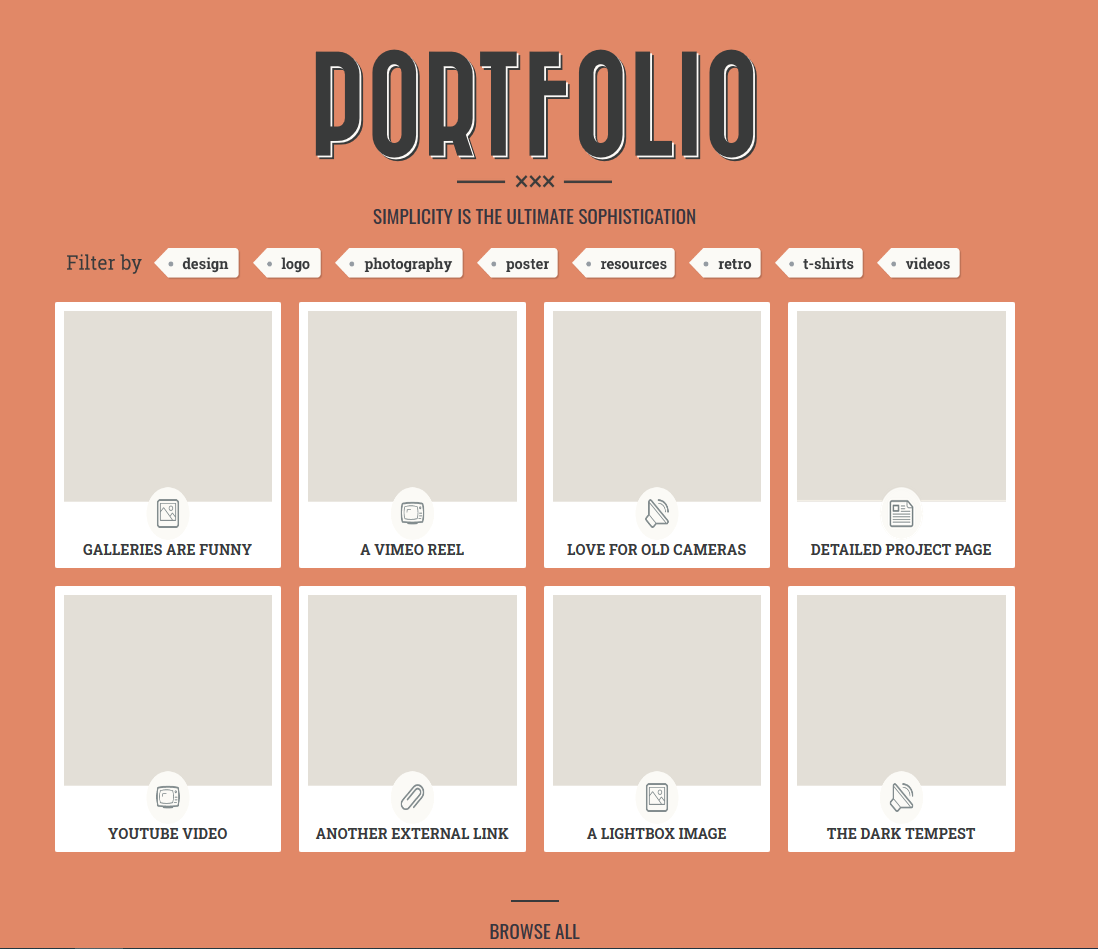 PORTFOLIO
XXX
SIMPLICITY IS THE ULTIMATE SOPHISTICATION
Filter by design logo photography poster resources retro t-shirts videos
GALLERIES ARE FUNNY A VIMEO REEL LOVE FOR OLD CAMERAS DETAILED PROJECT PAGE
YOUTUBE VIDEO ANOTHER EXTERNAL LINK A LIGHTBOX IMAGE THE DARK TEMPEST
BROWSE ALL